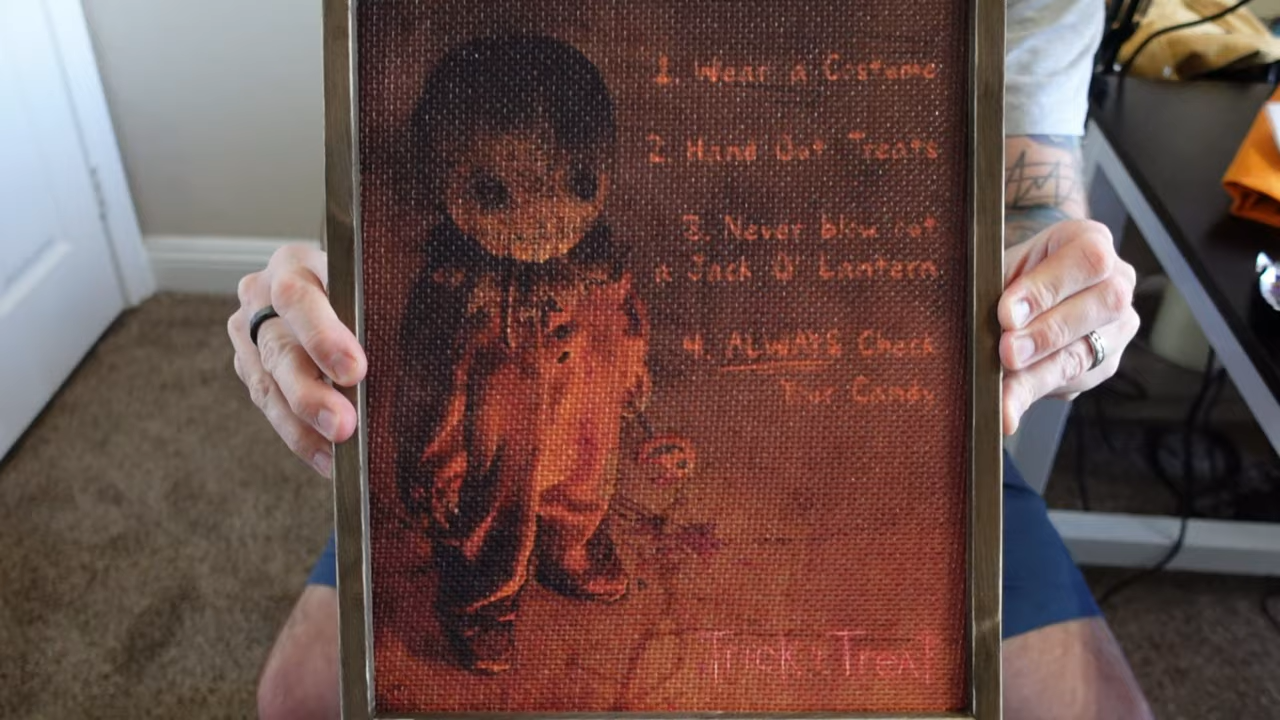 1. Wear a Costume
2. Hand Out Treats
3. Never blow out
a Jack O' Lantern
4. ALWAYS Check
Your Candy
Trick r Treat